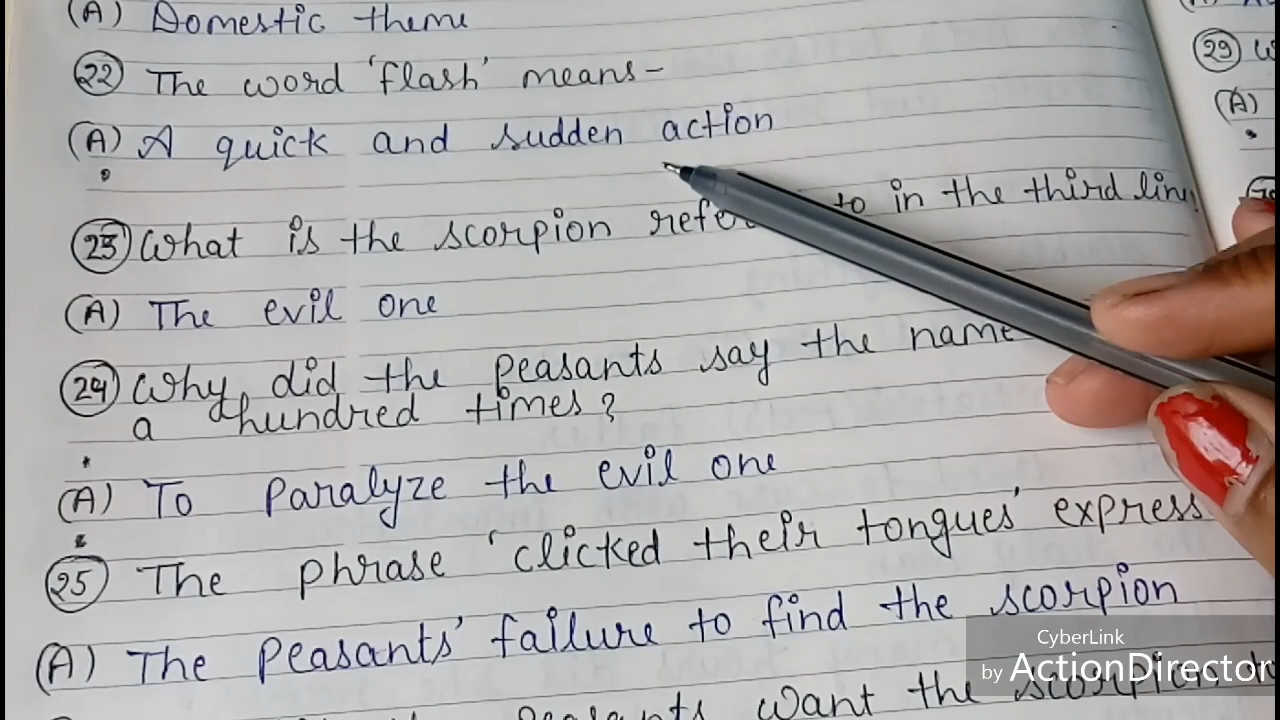 (A) Domestic theme
(22) The word 'flash' means-
(A) A quick and sudden action
(23) What is the scorpion to in the third
(A) The evil one
(24) Why did the peasants say the name
a hundred times?
(A) To paralyze the evil one
(25) The phrase 'clicked their tongues' express
(A) The peasants' failure to find the scorpion
want the scorpion
(29)
(A)
CyberLink
by ActionDirector